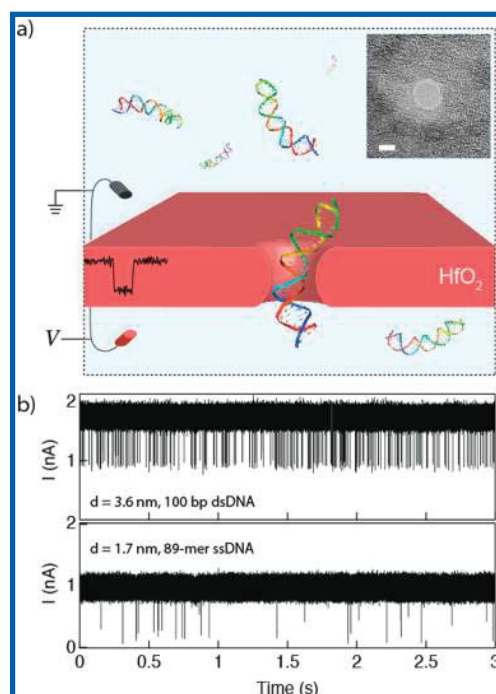 a)
HfO₂
V
b)
2
I (nA)
1
d = 3.6 nm, 100 bp dsDNA
2
I (nA)
1
d = 1.7 nm, 89-mer ssDNA
0
0 0.5 1 1.5 2 2.5 3
Time (s)